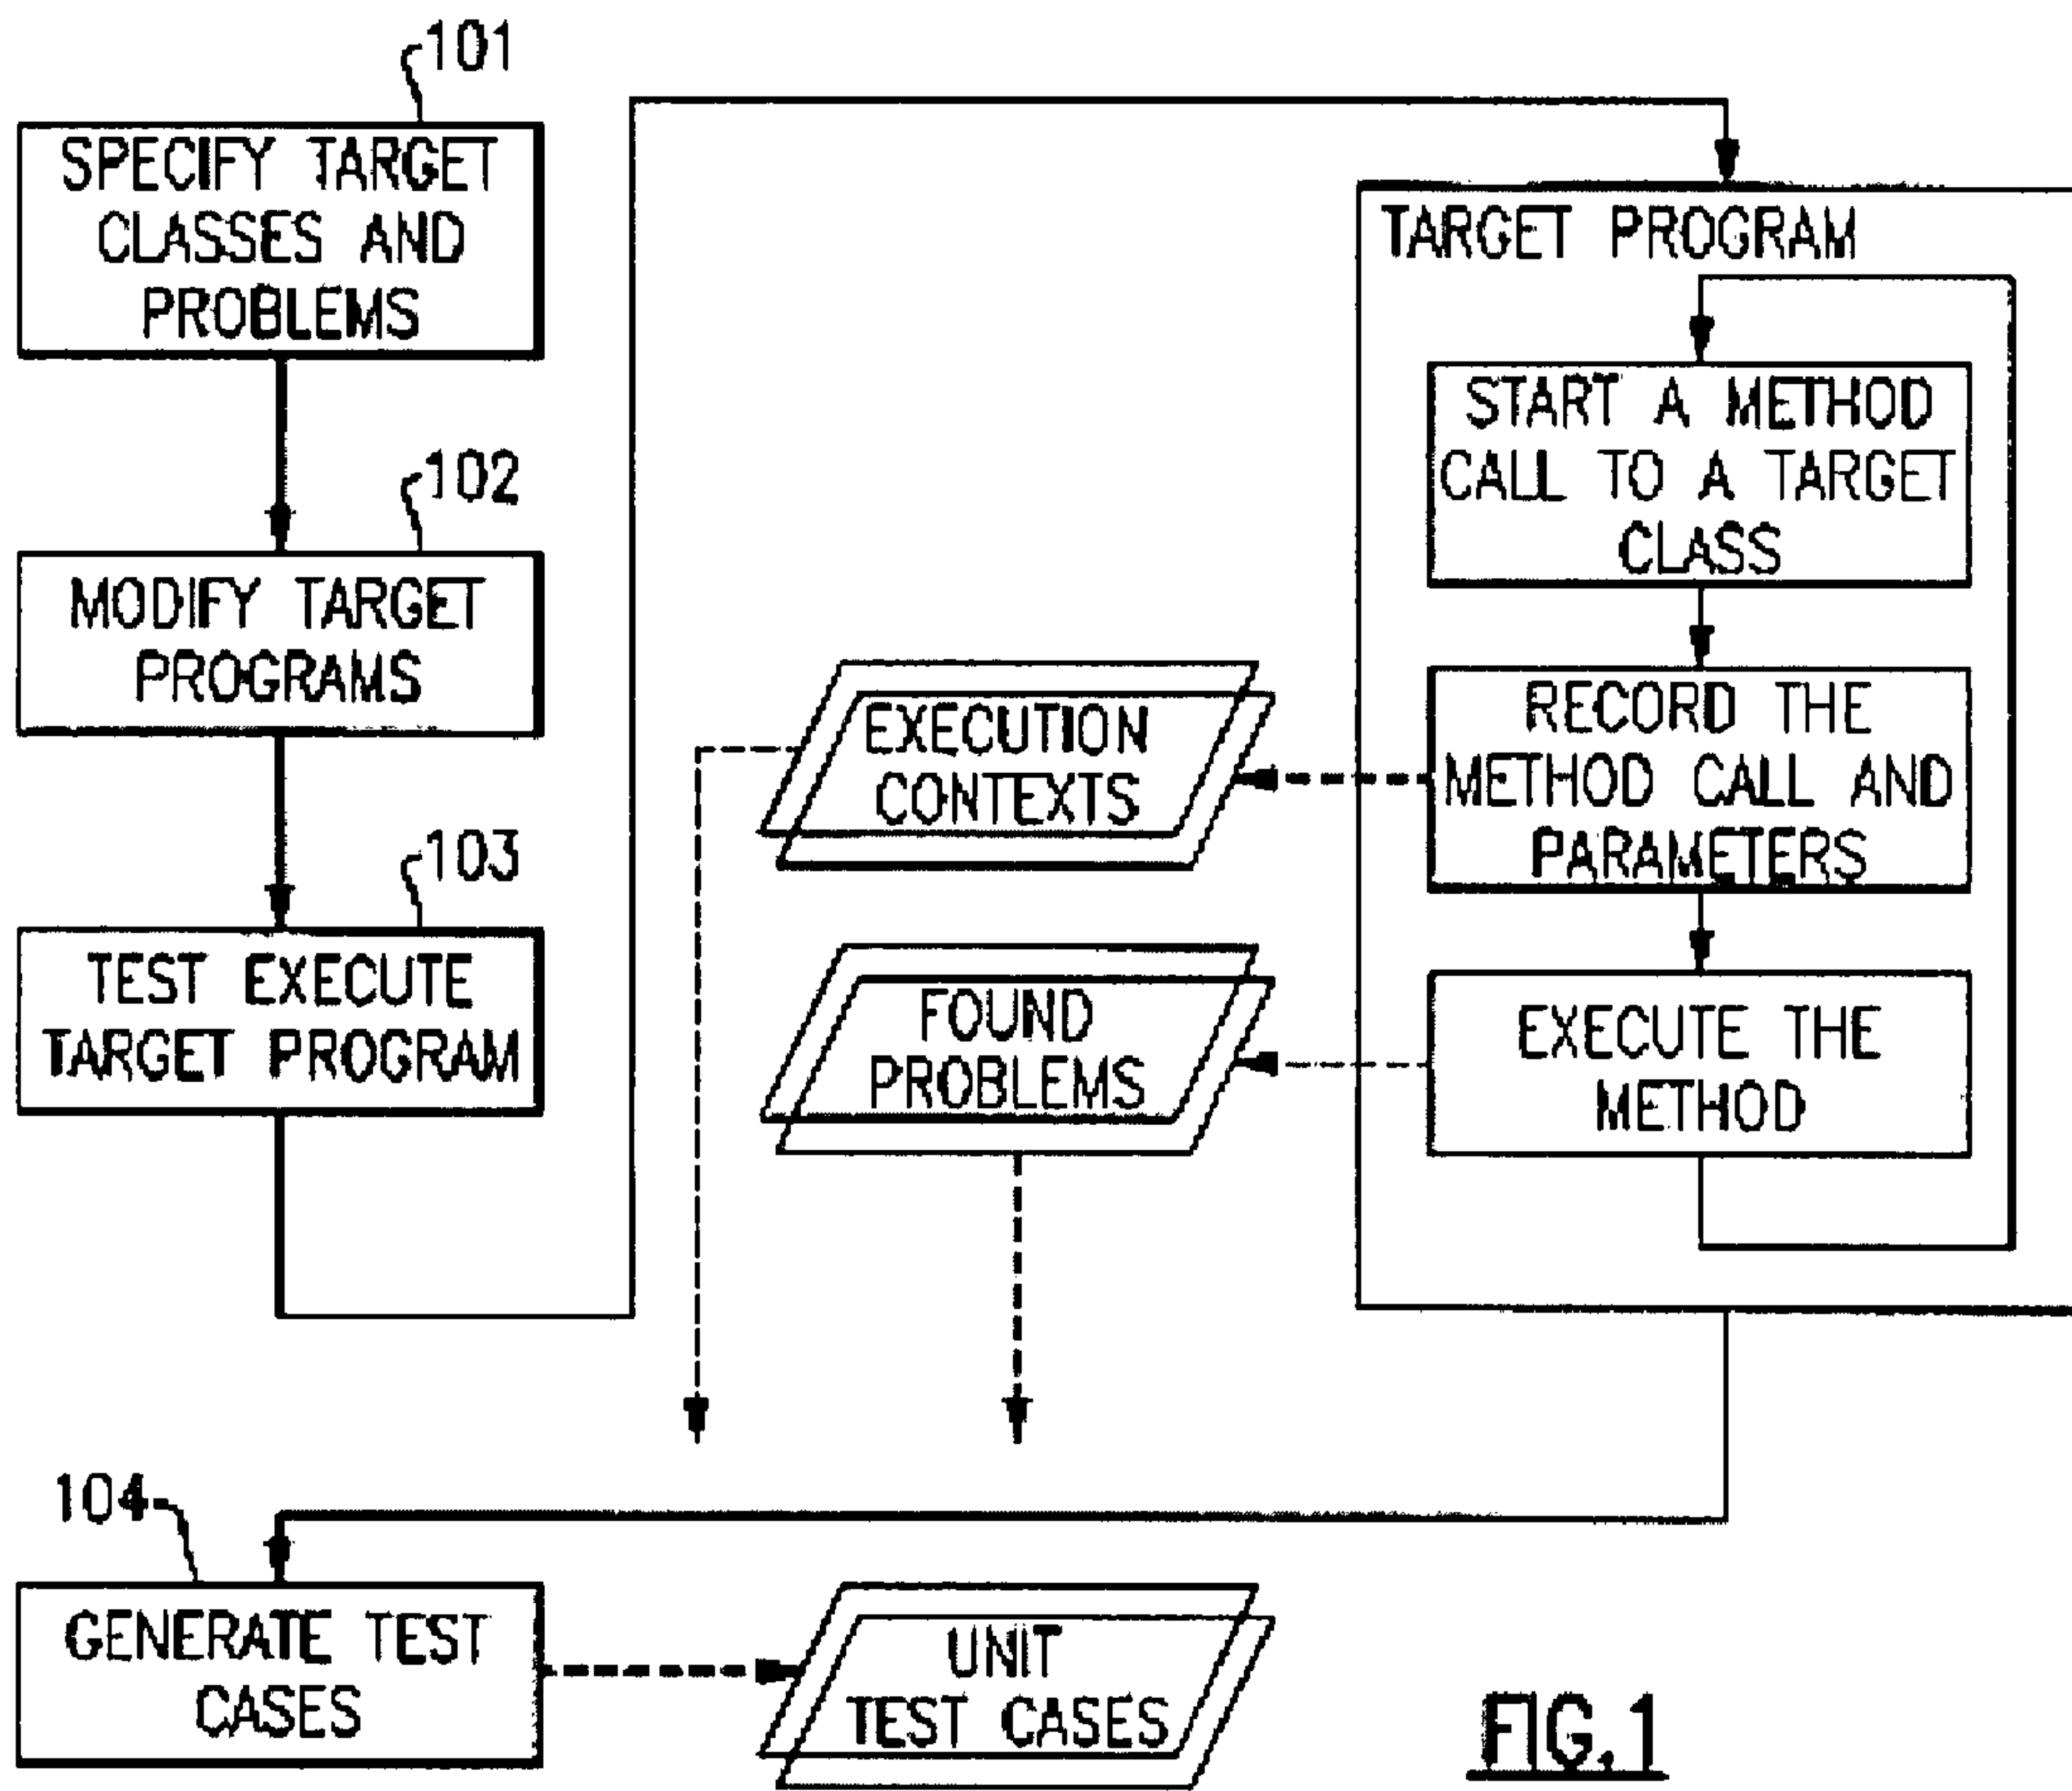 101
SPECIFY TARGET
CLASSES AND
PROBLEMS
102
MODIFY TARGET
PROGRAMS
103
TEST EXECUTE
TARGET PROGRAM
TARGET PROGRAM
START A METHOD
CALL TO A TARGET
CLASS
RECORD THE
METHOD CALL AND
PARAMETERS
EXECUTE THE
METHOD
EXECUTION
CONTEXTS
FOUND
PROBLEMS
104
GENERATE TEST
CASES
UNIT
TEST CASES
FIG.1